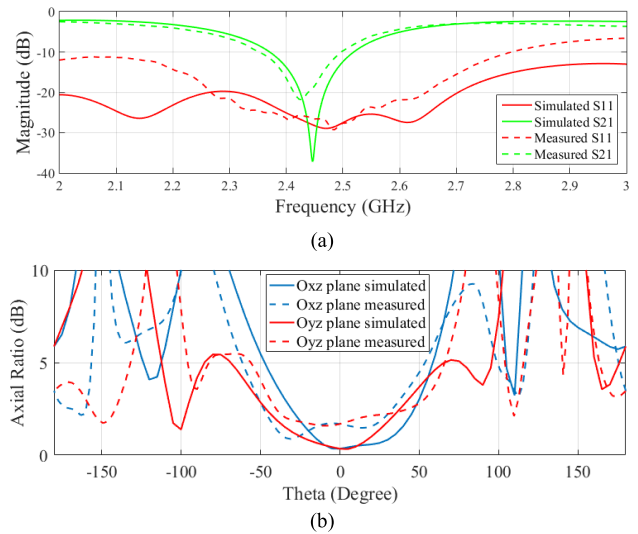 0
-10
-20
-30
-40
Magnitude (dB)
Simulated S11
Simulated S21
Measured S11
Measured S21
2 2.1 2.2 2.3 2.4 2.5 2.6 2.7 2.8 2.9 3
Frequency (GHz)
(a)
10
5
0
Axial Ratio (dB)
Oxz plane simulated
Oxz plane measured
Oyz plane simulated
Oyz plane measured
-150 -100 -50 0 50 100 150
Theta (Degree)
(b)